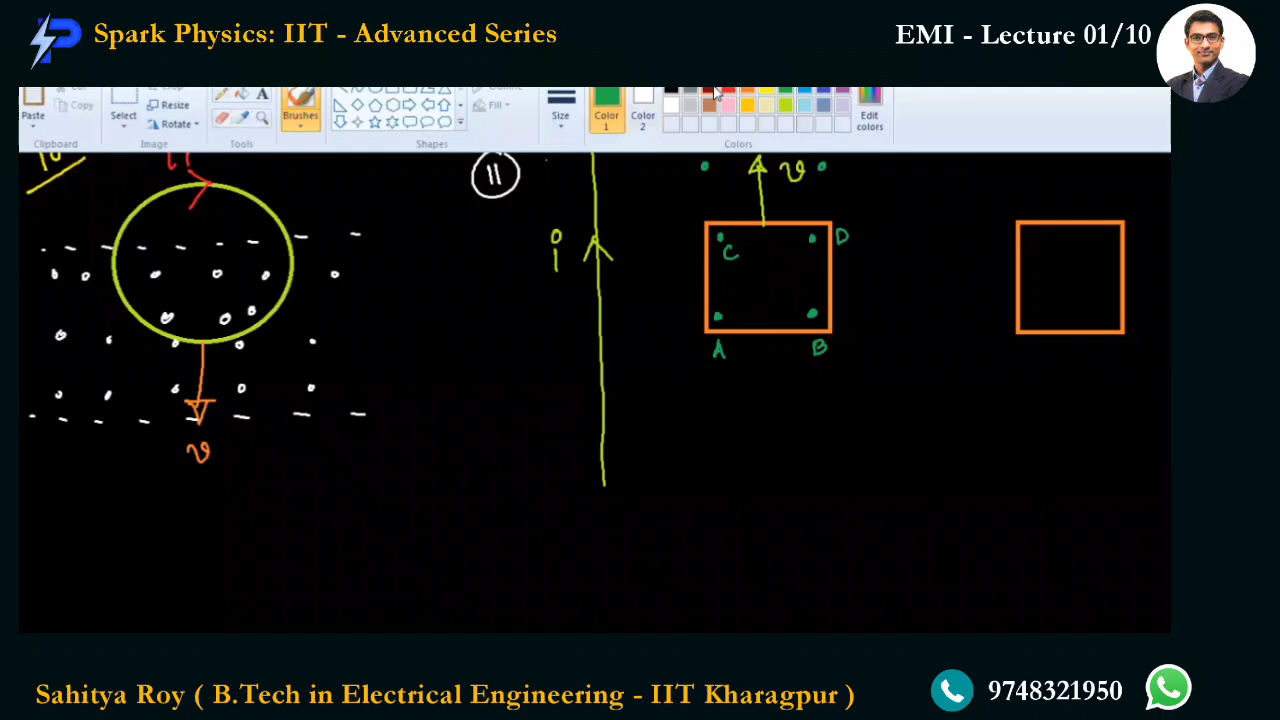 Spark Physics: IIT - Advanced Series
EMI - Lecture 01/10
Paste
Copy
Select
Resize
Rotate
Brushes
Fill
Size
Color 1
Color 2
Edit colors
Clipboard
Image
Tools
Shapes
Colors
11
v
i
C
D
A
B
v
Sahitya Roy ( B.Tech in Electrical Engineering - IIT Kharagpur )
9748321950